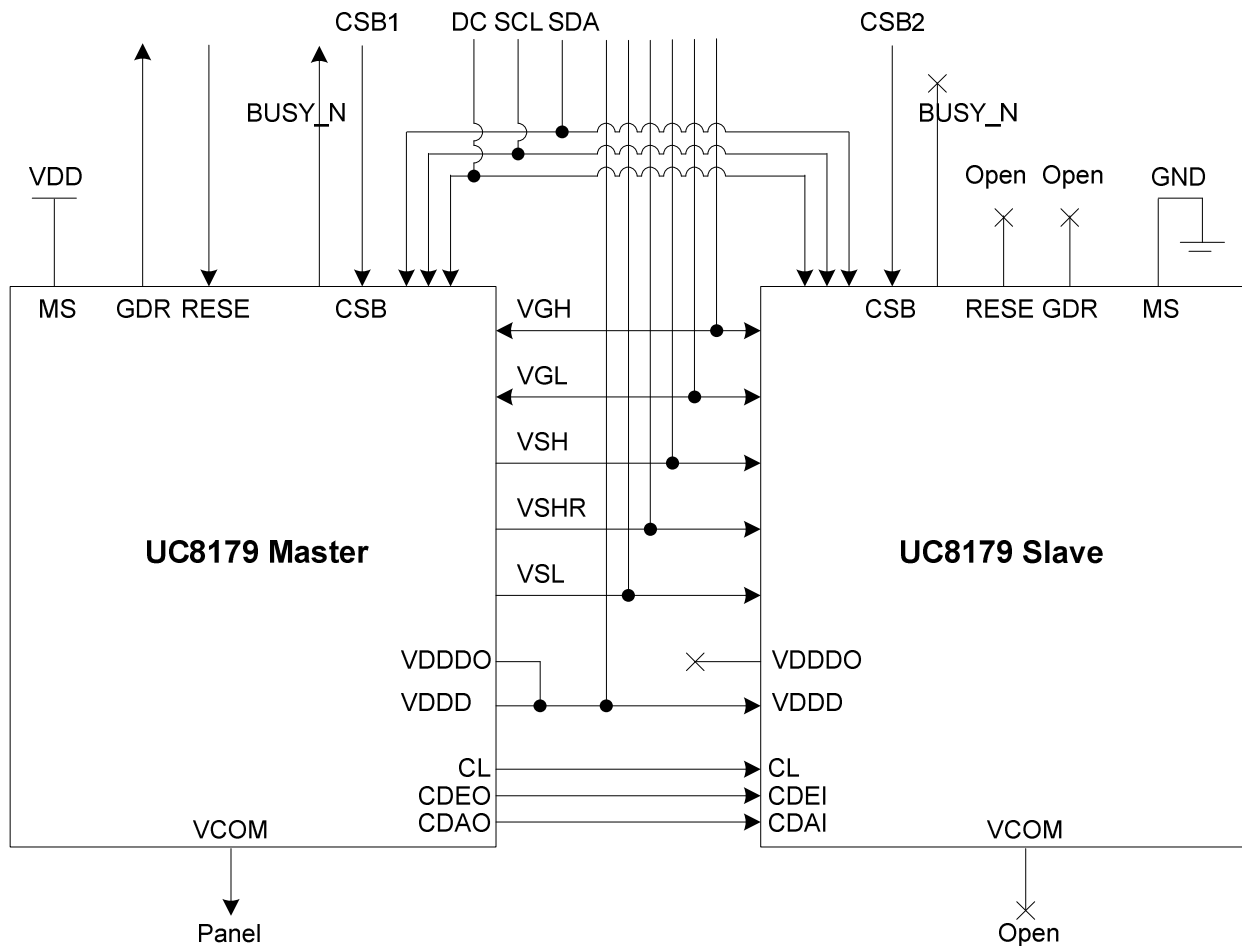 CSB1 DC SCL SDA CSB2
BUSY_N BUSY_N
VDD Open Open GND
MS GDR RESE CSB CSB RESE GDR MS
VGH
VGL
VSH
VSHR
UC8179 Master UC8179 Slave
VSL
VDDDO VDDDO
VDDD VDDD
CL CL
CDEO CDEI
CDAO CDAI
VCOM VCOM
Panel Open